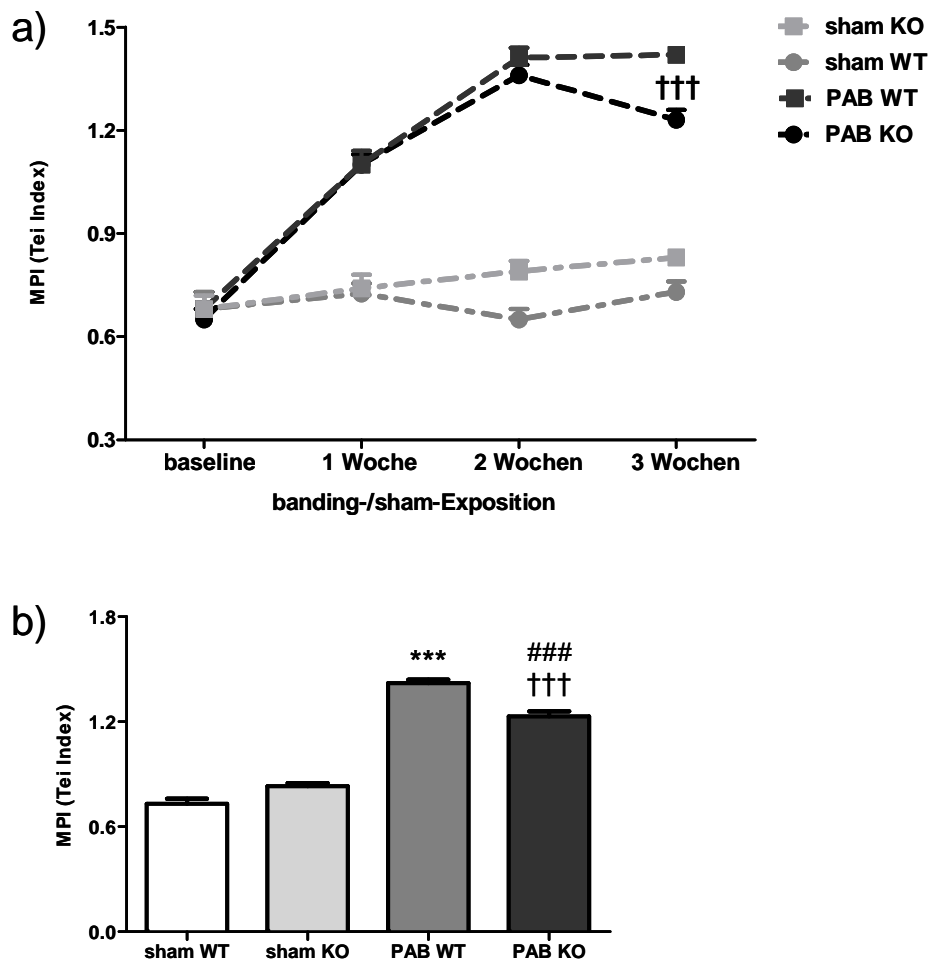 a)
1.5
1.2
0.9
0.6
0.3
MPI (Tei Index)
†††
sham KO
sham WT
PAB WT
PAB KO
baseline 1 Woche 2 Wochen 3 Wochen
banding-/sham-Exposition
b)
1.8
1.2
0.6
0.0
MPI (Tei Index)
***
###
†††
sham WT sham KO PAB WT PAB KO